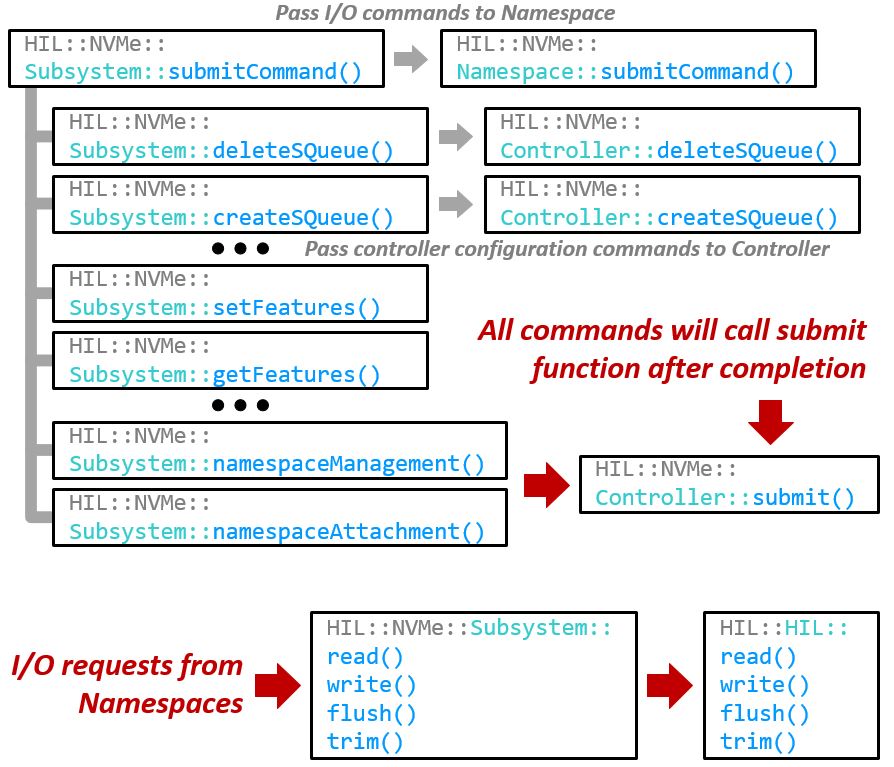 Pass I/O commands to Namespace
HIL::NVMe::
Subsystem::submitCommand()
HIL::NVMe::
Namespace::submitCommand()
HIL::NVMe::
Subsystem::deleteSQueue()
HIL::NVMe::
Controller::deleteSQueue()
HIL::NVMe::
Subsystem::createSQueue()
HIL::NVMe::
Controller::createSQueue()
•••
Pass controller configuration commands to Controller
HIL::NVMe::
Subsystem::setFeatures()
HIL::NVMe::
Subsystem::getFeatures()
•••
All commands will call submit
function after completion
HIL::NVMe::
Subsystem::namespaceManagement()
HIL::NVMe::
Subsystem::namespaceAttachment()
HIL::NVMe::
Controller::submit()
I/O requests from
Namespaces
HIL::NVMe::Subsystem::
read()
write()
flush()
trim()
HIL::HIL::
read()
write()
flush()
trim()